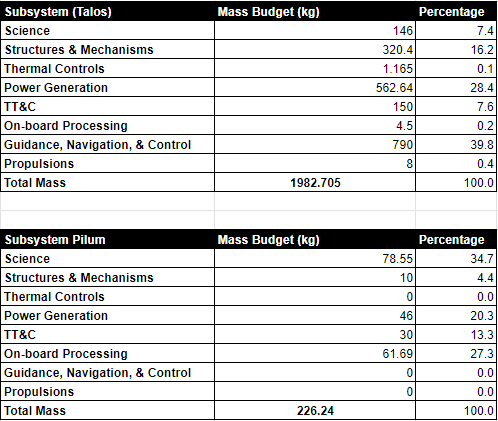 Subsystem (Talos) Mass Budget (kg) Percentage
Science 146 7.4
Structures & Mechanisms 320.4 16.2
Thermal Controls 1.165 0.1
Power Generation 562.64 28.4
TT&C 150 7.6
On-board Processing 4.5 0.2
Guidance, Navigation, & Control 790 39.8
Propulsions 8 0.4
Total Mass 1982.705 100.0
Subsystem Pilum Mass Budget (kg) Percentage
Science 78.55 34.7
Structures & Mechanisms 10 4.4
Thermal Controls 0 0.0
Power Generation 46 20.3
TT&C 30 13.3
On-board Processing 61.69 27.3
Guidance, Navigation, & Control 0 0.0
Propulsions 0 0.0
Total Mass 226.24 100.0